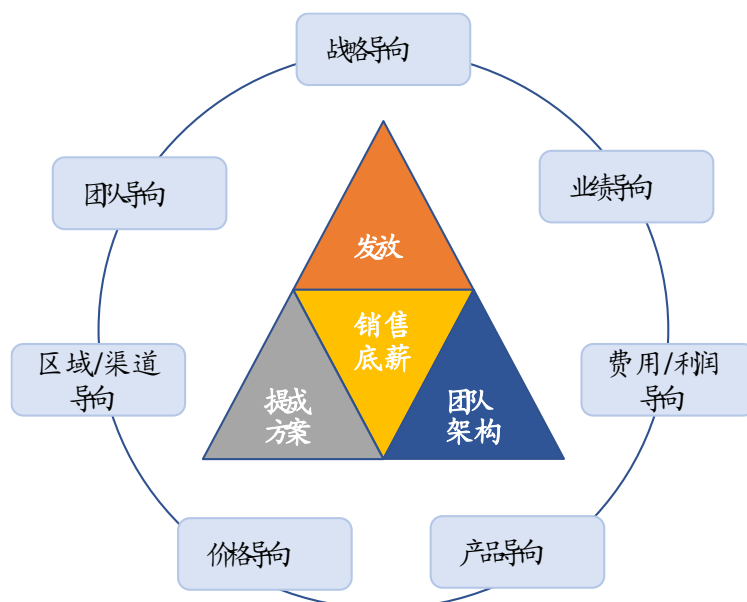 战略导向
团队导向
业绩导向
发放
销售
底薪
区域/渠道
导向
费用/利润
导向
提成
方案
团队
架构
价格导向
产品导向